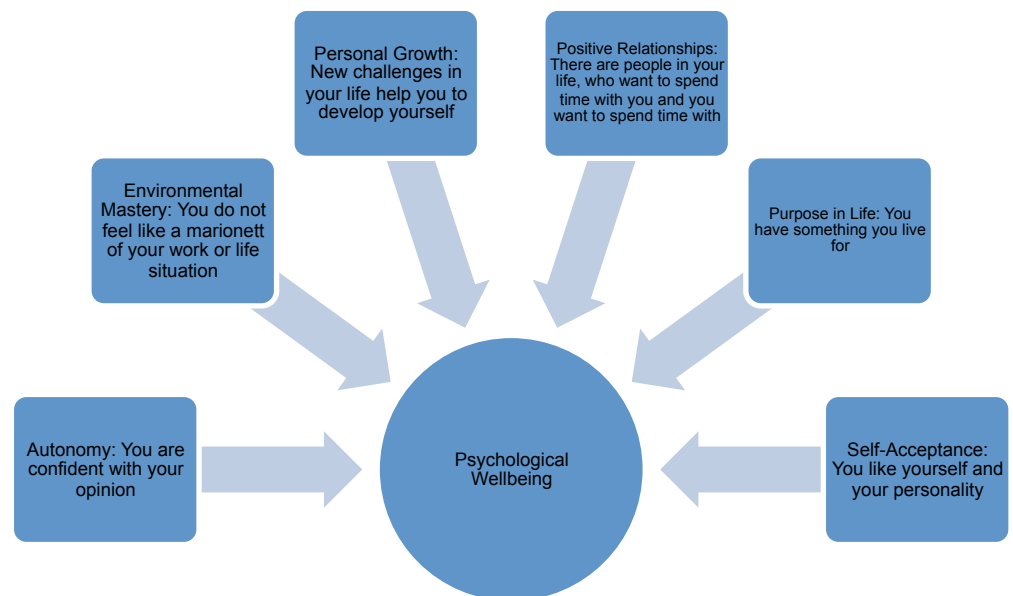 Personal Growth:
New challenges in
your life help you to
develop yourself
Positive Relationships:
There are people in your
life, who want to spend
time with you and you
want to spend time with
Environmental
Mastery: You do not
feel like a marionett
of your work or life
situation
Purpose in Life: You
have something you live
for
Autonomy: You are
confident with your
opinion
Psychological
Wellbeing
Self-Acceptance:
You like yourself and
your personality